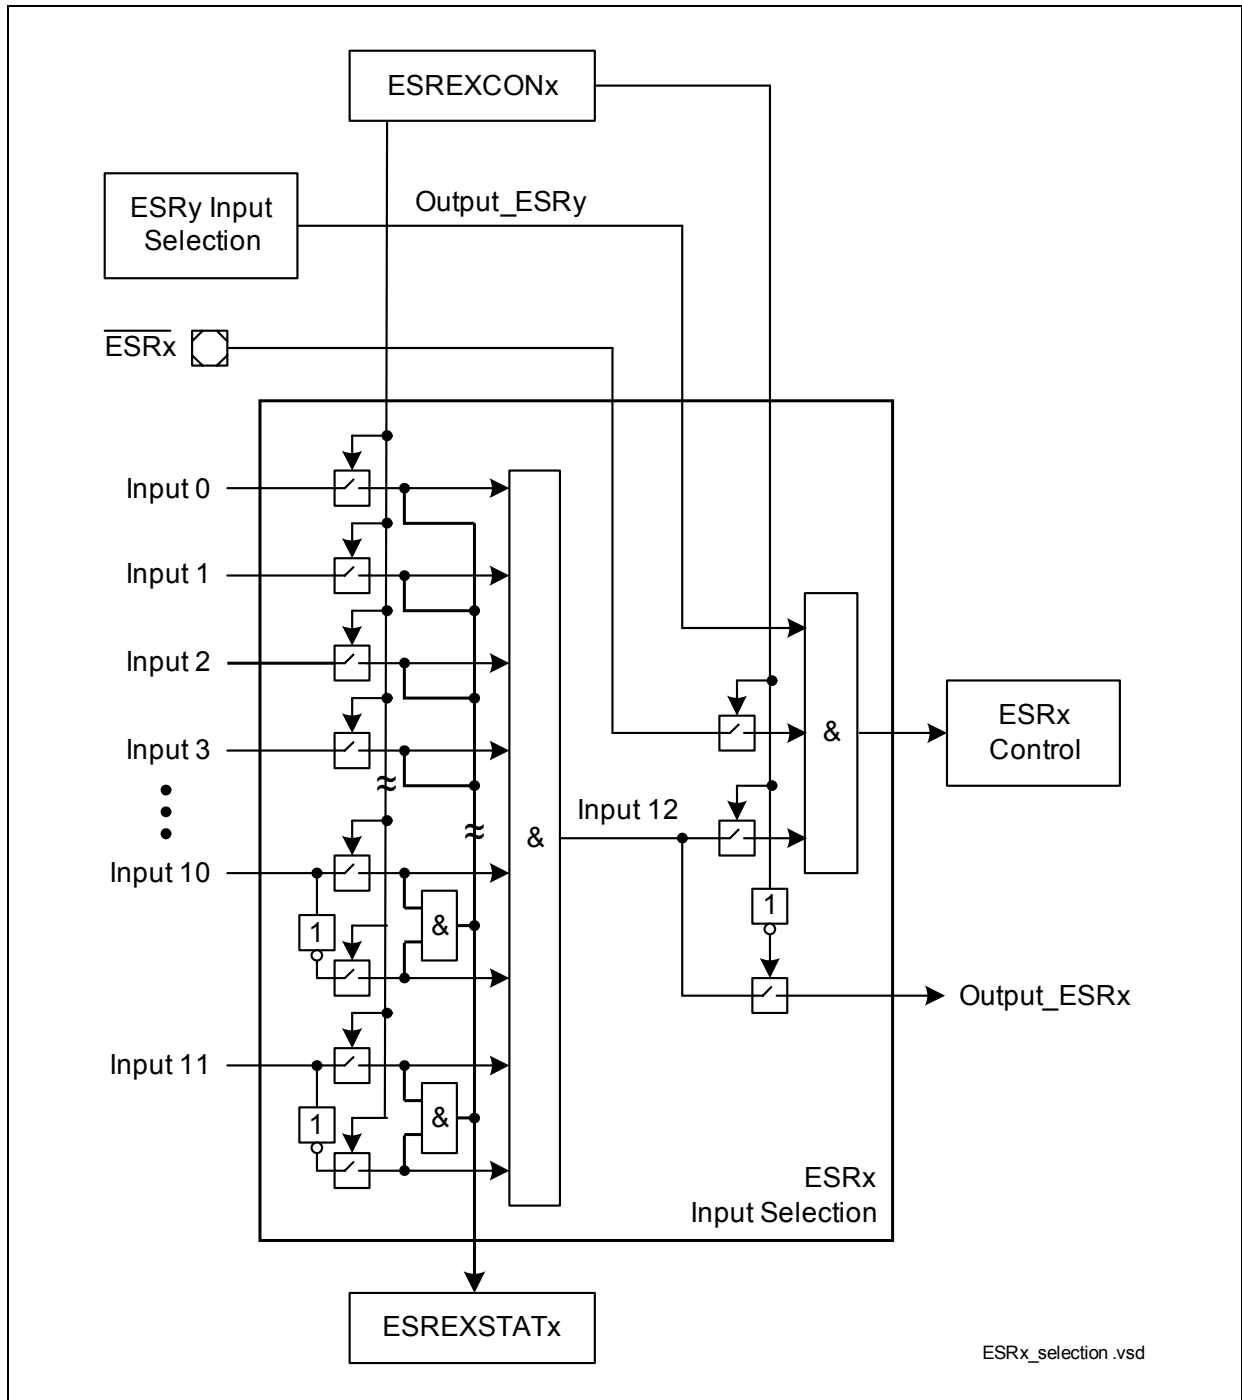 ESREXCONx
ESRy Input
Selection
Output_ESRy
ESRx
Input 0
Input 1
Input 2
Input 3
Input 10
Input 11
1
1
&
&
&
Input 12
&
1
ESRx
Control
Output_ESRx
ESRx
Input Selection
ESREXSTATx
ESRx_selection .vsd